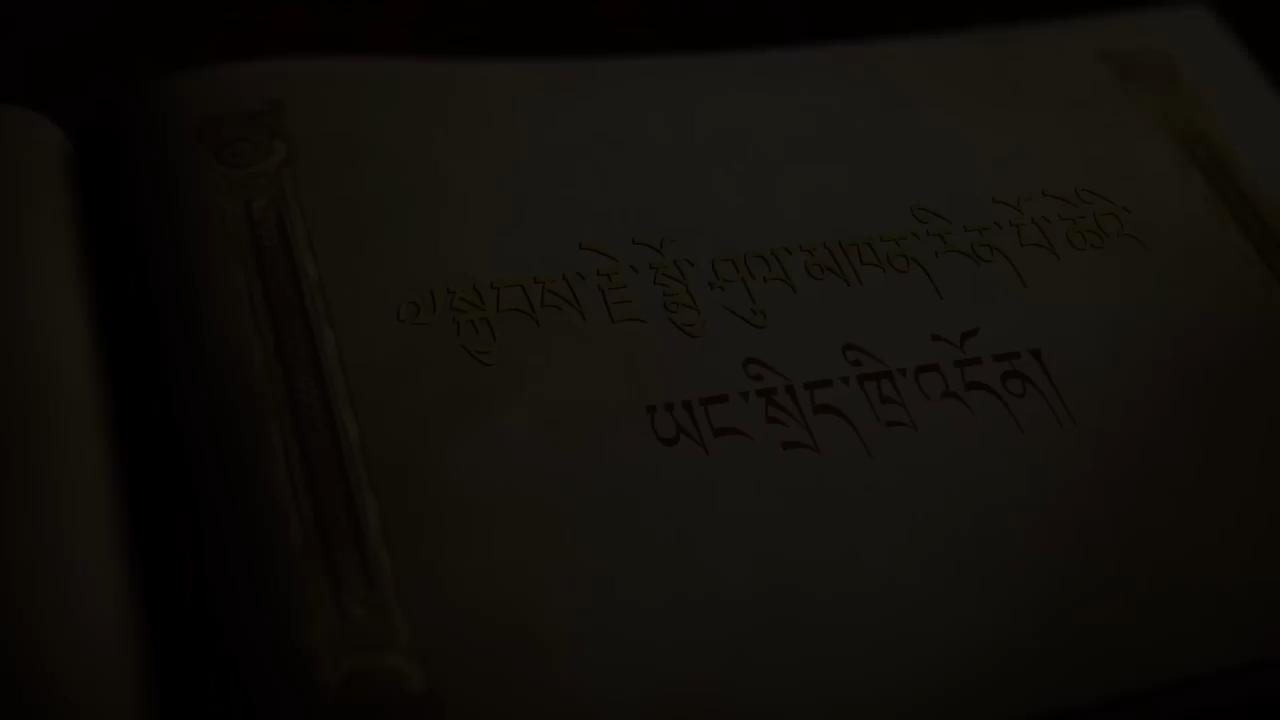 ༄།སྐྱབས་རྗེ་སྨྱོ་ཤུལ་མཁན་རིན་པོ་ཆེའི་
ཡང་སྲིད་ཁྲི་འདོན།